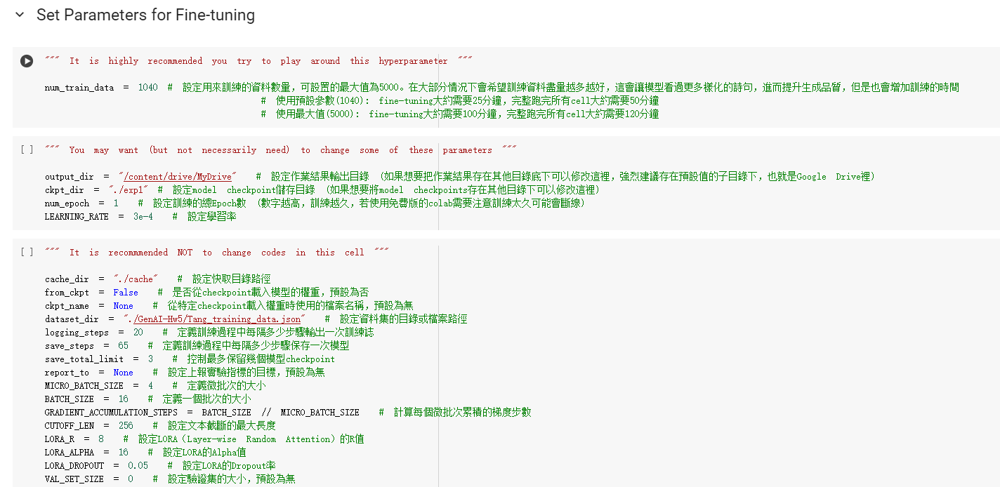 Set Parameters for Fine-tuning
""" It is highly recommended you try to play around this hyperparameter """
num_train_data = 1040 # 設定用來訓練的資料數量，可設置的最大值為5000。在大部分情況下會希望訓練資料盡量越多越好，這會讓模型看過更多樣化的詩句，進而提升生成品質，但是也會增加訓練的時間
# 使用預設參數(1040): fine-tuning大約需要25分鐘，完整跑完所有cell大約需要50分鐘
# 使用最大值(5000): fine-tuning大約需要100分鐘，完整跑完所有cell大約需要120分鐘
[ ] """ You may want (but not necessarily need) to change some of these parameters """
output_dir = "/content/drive/MyDrive" # 設定作業結果輸出目錄 (如果想要把作業結果存在其他目錄底下可以修改這裡，強烈建議存在預設值的子目錄下，也就是Google Drive裡)
ckpt_dir = "./exp1" # 設定model checkpoint儲存目錄 (如果想要將model checkpoints存在其他目錄下可以修改這裡)
num_epoch = 1 # 設定訓練的總Epoch數 (數字越高，訓練越久，若使用免費版的colab需要注意訓練太久可能會斷線)
LEARNING_RATE = 3e-4 # 設定學習率
[ ] """ It is recommmended NOT to change codes in this cell """
cache_dir = "./cache" # 設定快取目錄路徑
from_ckpt = False # 是否從checkpoint載入模型的權重，預設為否
ckpt_name = None # 從特定checkpoint載入權重時使用的檔案名稱，預設為無
dataset_dir = "./GenAI-Hw5/Tang_training_data.json" # 設定資料集的目錄或檔案路徑
logging_steps = 20 # 定義訓練過程中每隔多少步驟輸出一次訓練誌
save_steps = 65 # 定義訓練過程中每隔多少步驟保存一次模型
save_total_limit = 3 # 控制最多保留幾個模型checkpoint
report_to = None # 設定上報實驗指標的目標，預設為無
MICRO_BATCH_SIZE = 4 # 定義微批次的大小
BATCH_SIZE = 16 # 定義一個批次的大小
GRADIENT_ACCUMULATION_STEPS = BATCH_SIZE // MICRO_BATCH_SIZE # 計算每個微批次累積的梯度步數
CUTOFF_LEN = 256 # 設定文本截斷的最大長度
LORA_R = 8 # 設定LORA（Layer-wise Random Attention）的R值
LORA_ALPHA = 16 # 設定LORA的Alpha值
LORA_DROPOUT = 0.05 # 設定LORA的Dropout率
VAL_SET_SIZE = 0 # 設定驗證集的大小，預設為無